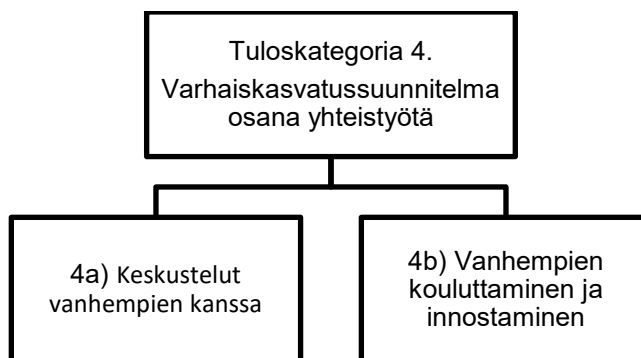 Tuloskategoria 4.
Varhaiskasvatussuunnitelma
osana yhteistyötä
4a) Keskustelut
vanhempien kanssa
4b) Vanhempien
kouluttaminen ja
innostaminen